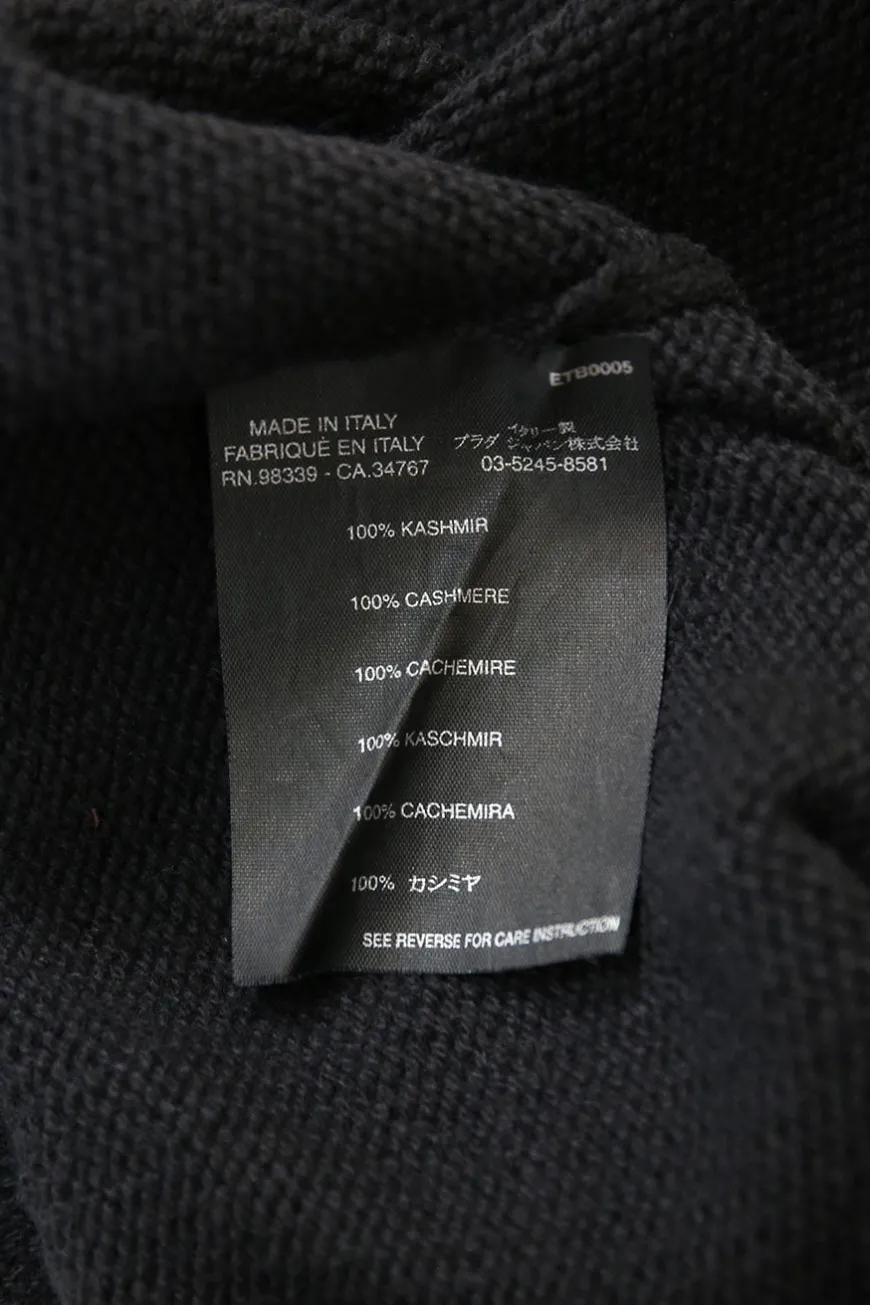 ETB0005
MADE IN ITALY
FABRIQUÈ EN ITALY
RN.98339 - CA.34767
イタリー製
プラダ ジャパン株式会社
03-5245-8581
100% KASHMIR
100% CASHMERE
100% CACHEMIRE
100% KASCHMIR
100% CACHEMIRA
100% カシミヤ
SEE REVERSE FOR CARE INSTRUCTION